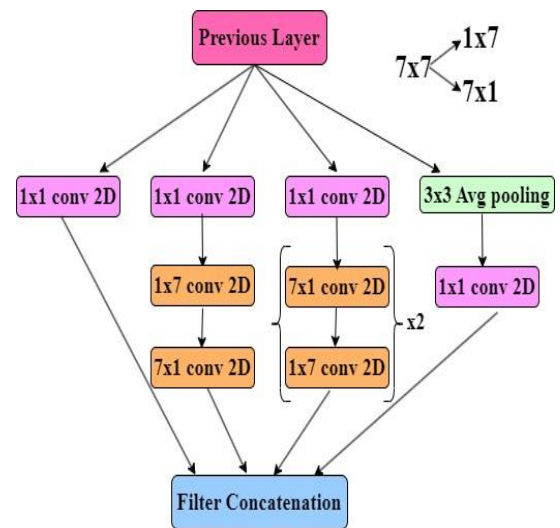 Previous Layer
7x7
1x7
7x1
1x1 conv 2D
1x1 conv 2D
1x1 conv 2D
3x3 Avg pooling
1x7 conv 2D
7x1 conv 2D
1x1 conv 2D
x2
7x1 conv 2D
1x7 conv 2D
Filter Concatenation